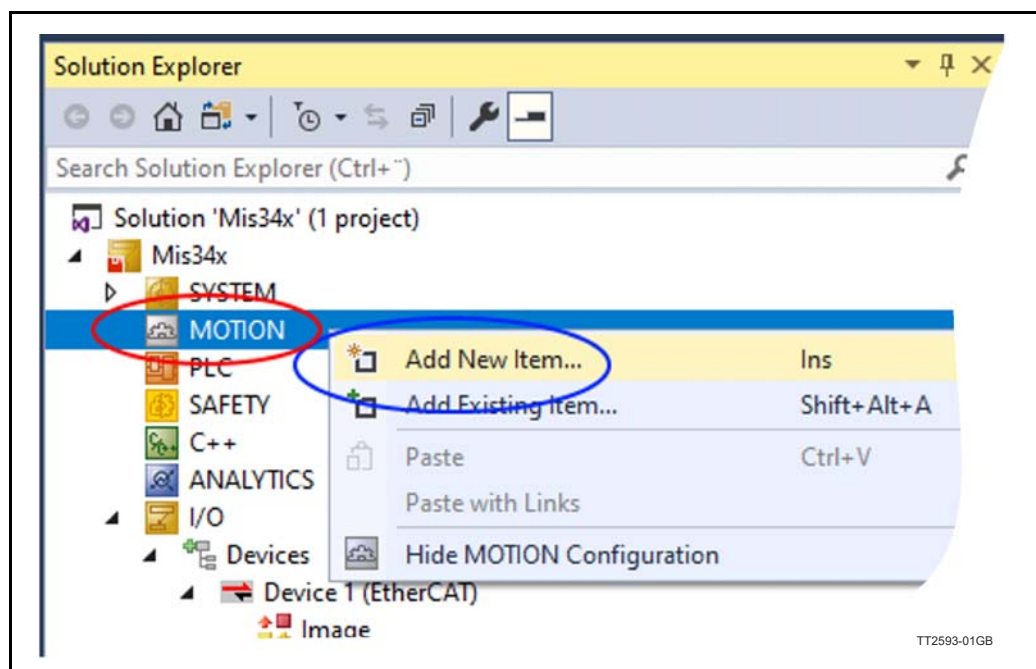 Solution Explorer
Search Solution Explorer (Ctrl+¨)
Solution 'Mis34x' (1 project)
Mis34x
SYSTEM
MOTION
PLC
SAFETY
C++
ANALYTICS
I/O
Devices
Device 1 (EtherCAT)
Image
Add New Item... Ins
Add Existing Item... Shift+Alt+A
Paste Ctrl+V
Paste with Links
Hide MOTION Configuration
TT2593-01GB